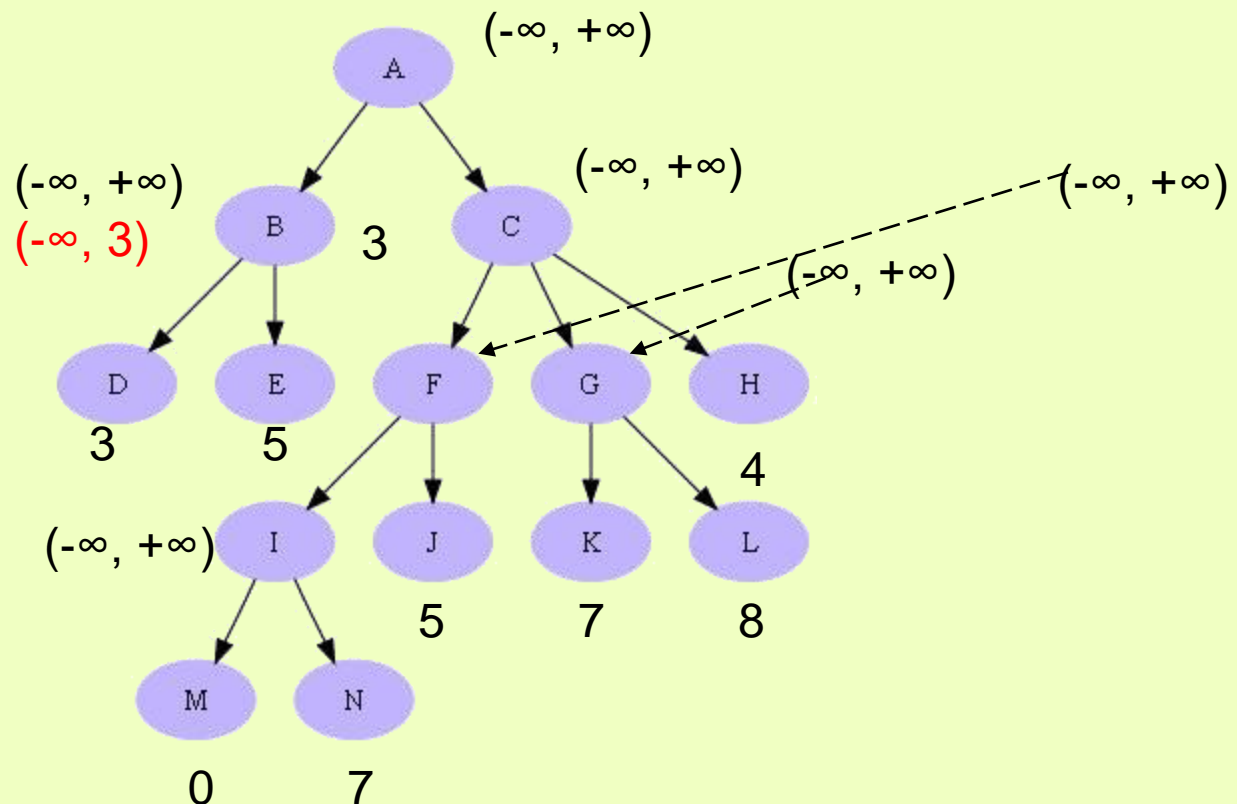 (-∞, +∞)
A
(-∞, +∞)
(-∞, +∞)
(-∞, +∞)
(-∞, 3)
B
3
C
(-∞, +∞)
D
E
F
G
H
3
5
4
(-∞, +∞)
I
J
K
L
5
7
8
M
N
0
7